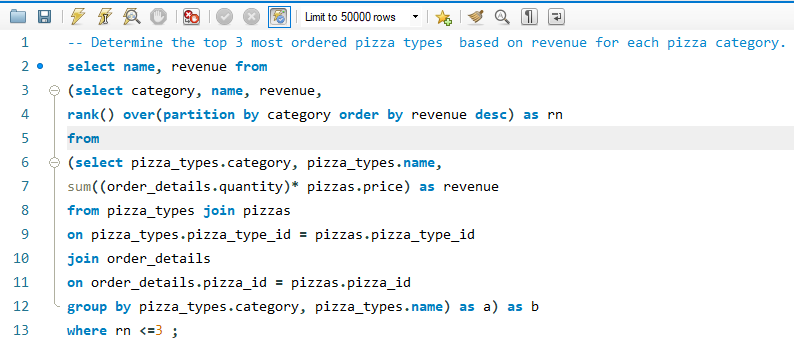 Limit to 50000 rows
1 -- Determine the top 3 most ordered pizza types  based on revenue for each pizza category.
2 select name, revenue from
3 (select category, name, revenue,
4 rank() over(partition by category order by revenue desc) as rn
5 from
6 (select pizza_types.category, pizza_types.name,
7 sum((order_details.quantity)* pizzas.price) as revenue
8 from pizza_types join pizzas
9 on pizza_types.pizza_type_id = pizzas.pizza_type_id
10 join order_details
11 on order_details.pizza_id = pizzas.pizza_id
12 group by pizza_types.category, pizza_types.name) as a) as b
13 where rn <=3 ;